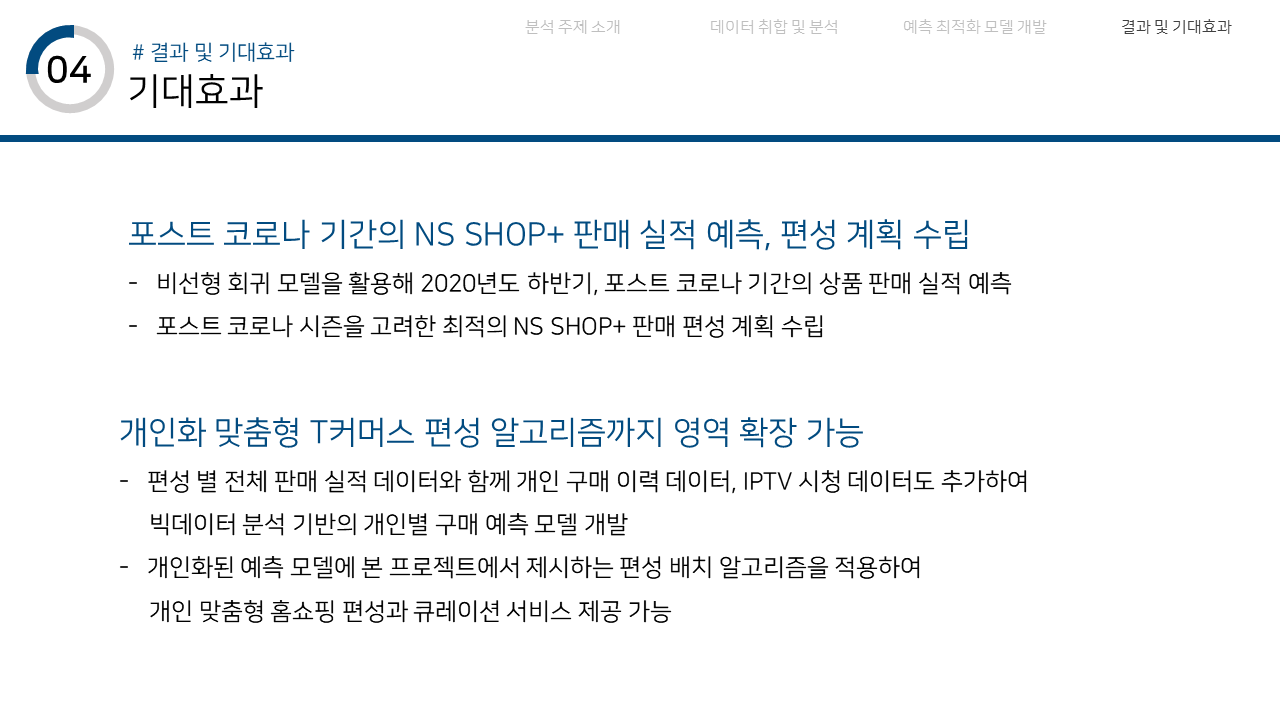 분석 주제 소개 데이터 취합 및 분석 예측 최적화 모델 개발 결과 및 기대효과
04
# 결과 및 기대효과
기대효과
포스트 코로나 기간의 NS SHOP+ 판매 실적 예측, 편성 계획 수립
- 비선형 회귀 모델을 활용해 2020년도 하반기, 포스트 코로나 기간의 상품 판매 실적 예측
- 포스트 코로나 시즌을 고려한 최적의 NS SHOP+ 판매 편성 계획 수립
개인화 맞춤형 T커머스 편성 알고리즘까지 영역 확장 가능
- 편성 별 전체 판매 실적 데이터와 함께 개인 구매 이력 데이터, IPTV 시청 데이터도 추가하여
빅데이터 분석 기반의 개인별 구매 예측 모델 개발
- 개인화된 예측 모델에 본 프로젝트에서 제시하는 편성 배치 알고리즘을 적용하여
개인 맞춤형 홈쇼핑 편성과 큐레이션 서비스 제공 가능